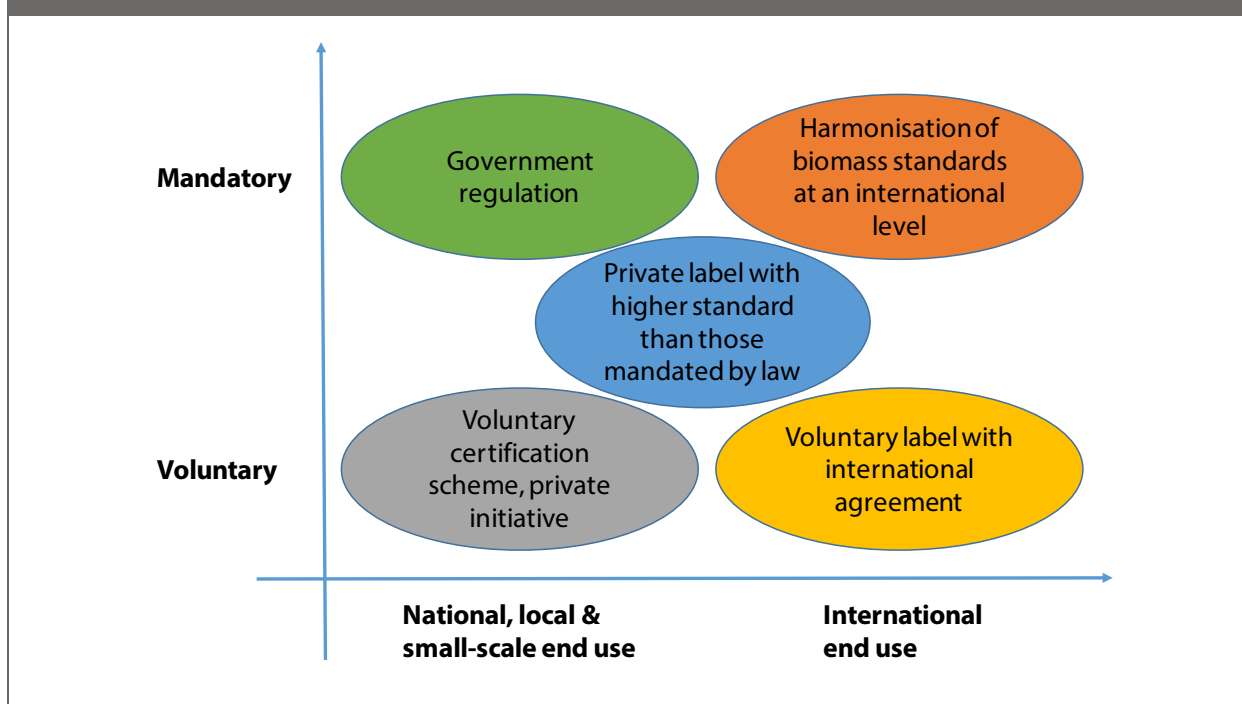 Mandatory
Government
regulation
Harmonisation of
biomass standards
at an international
level
Private label with
higher standard
than those
mandated by law
Voluntary
Voluntary
certification
scheme, private
initiative
Voluntary label with
international
agreement
National, local &
small-scale end use
International
end use